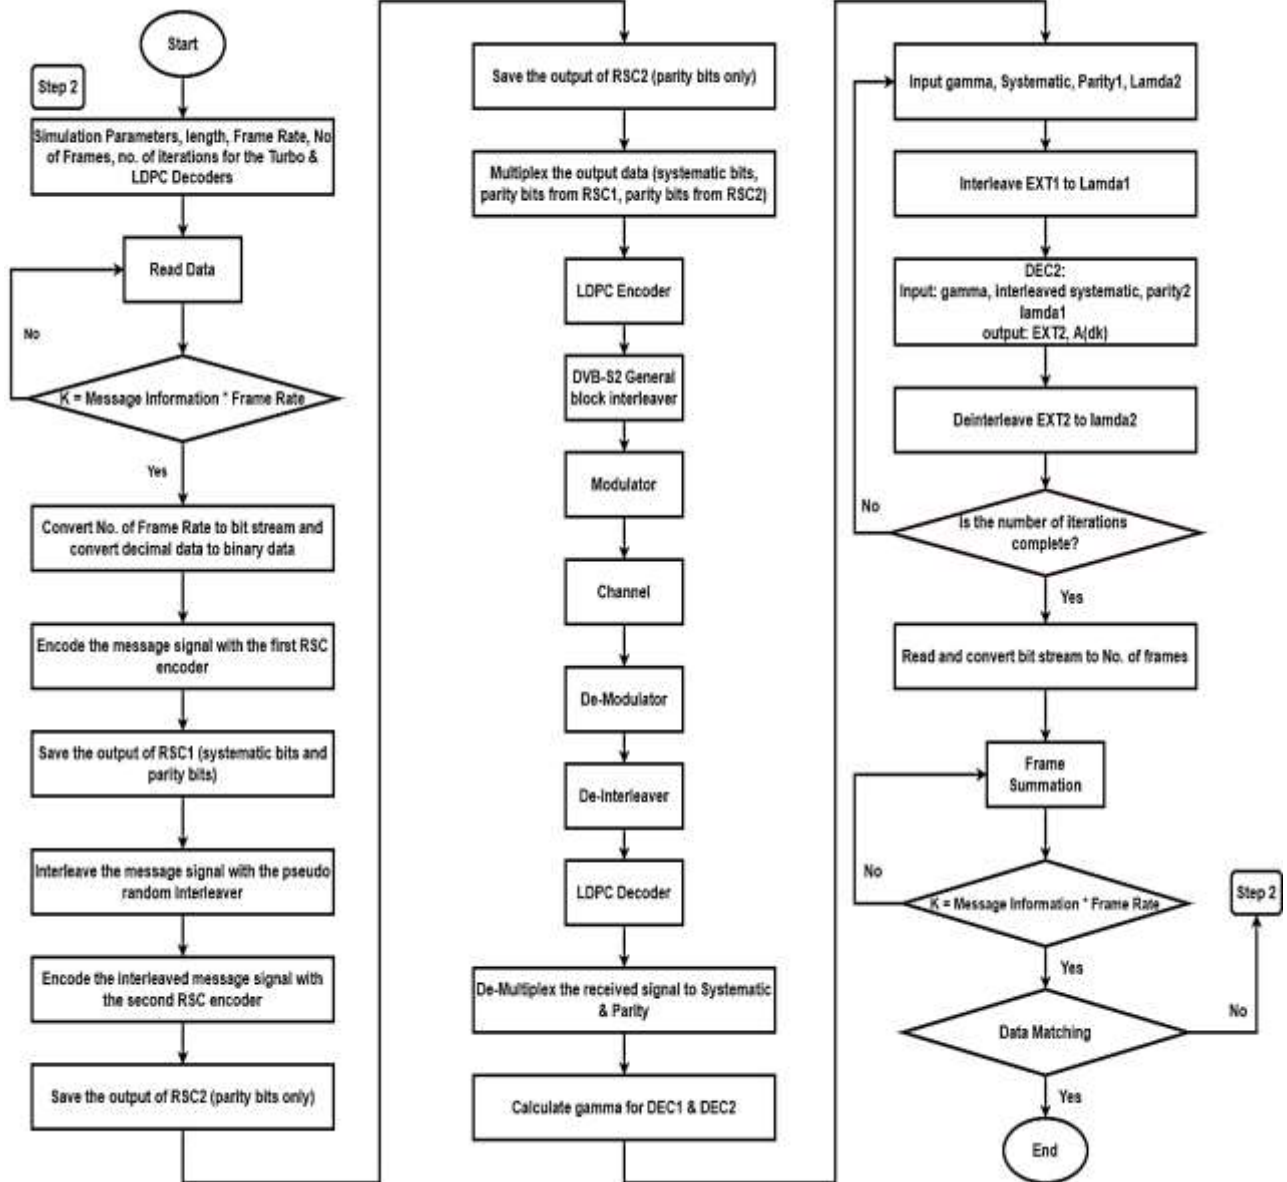 Start
Step 2
Simulation Parameters, length, Frame Rate, No
of Frames, no. of iterations for the Turbo &
LDPC Decoders
Read Data
No
K = Message Information * Frame Rate
Yes
Convert No. of Frame Rate to bit stream and
convert decimal data to binary data
Encode the message signal with the first RSC
encoder
Save the output of RSC1 (systematic bits and
parity bits)
Interleave the message signal with the pseudo
random Interleaver
Encode the interleaved message signal with
the second RSC encoder
Save the output of RSC2 (parity bits only)
Save the output of RSC2 (parity bits only)
Multiplex the output data (systematic bits,
parity bits from RSC1, parity bits from RSC2)
LDPC Encoder
DVB-S2 General
block interleaver
Modulator
Channel
De-Modulator
De-Interleaver
LDPC Decoder
De-Multiplex the received signal to Systematic
& Parity
Calculate gamma for DEC1 & DEC2
Input gamma, Systematic, Parity1, Lamda2
Interleave EXT1 to Lamda1
DEC2:
Input: gamma, interleaved systematic, parity2
lamda1
output: EXT2, A(dk)
Deinterleave EXT2 to lamda2
No
Is the number of iterations
complete?
Yes
Read and convert bit stream to No. of frames
Frame
Summation
No
K = Message Information * Frame Rate
Step 2
Yes
No
Data Matching
Yes
End